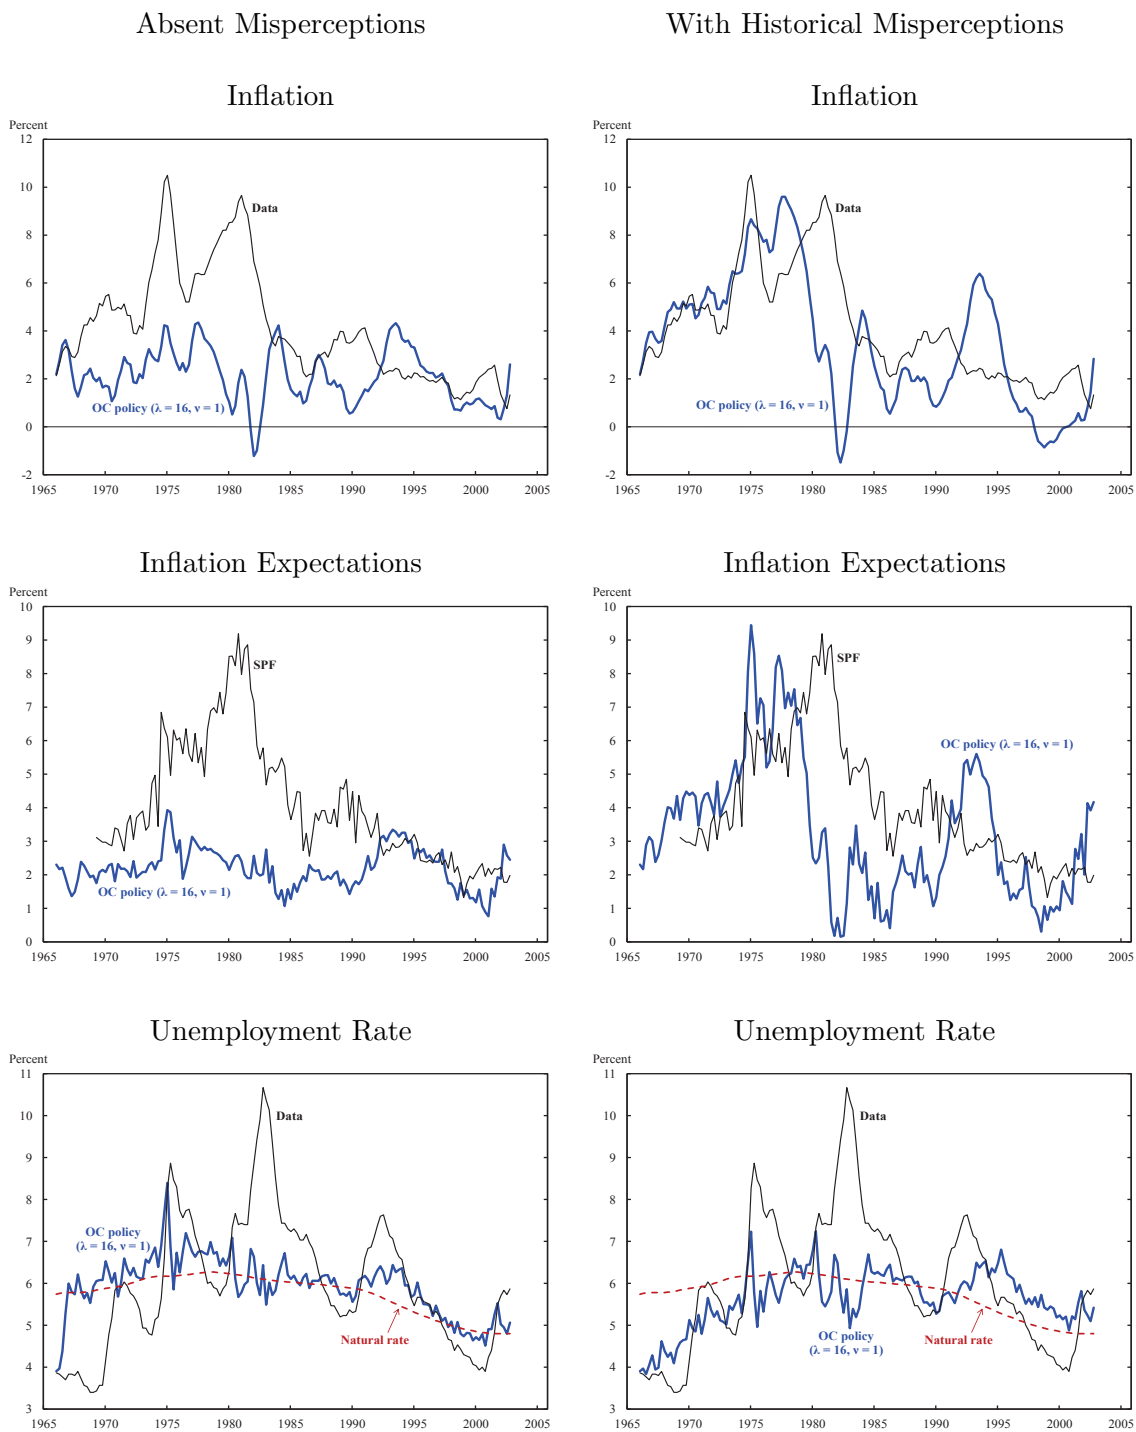 Absent Misperceptions
With Historical Misperceptions
Inflation
Inflation
Percent
Percent
12
10
8
6
4
2
0
-2
Data
OC policy (λ = 16, ν = 1)
1965 1970 1975 1980 1985 1990 1995 2000 2005
12
10
8
6
4
2
0
-2
Data
OC policy (λ = 16, ν = 1)
1965 1970 1975 1980 1985 1990 1995 2000 2005
Inflation Expectations
Inflation Expectations
Percent
Percent
10
9
8
7
6
5
4
3
2
1
0
SPF
OC policy (λ = 16, ν = 1)
1965 1970 1975 1980 1985 1990 1995 2000 2005
10
9
8
7
6
5
4
3
2
1
0
SPF
OC policy (λ = 16, ν = 1)
1965 1970 1975 1980 1985 1990 1995 2000 2005
Unemployment Rate
Unemployment Rate
Percent
Percent
11
10
9
8
7
6
5
4
3
Data
OC policy
(λ = 16, ν = 1)
Natural rate
1965 1970 1975 1980 1985 1990 1995 2000 2005
11
10
9
8
7
6
5
4
3
Data
OC policy
(λ = 16, ν = 1)
Natural rate
1965 1970 1975 1980 1985 1990 1995 2000 2005